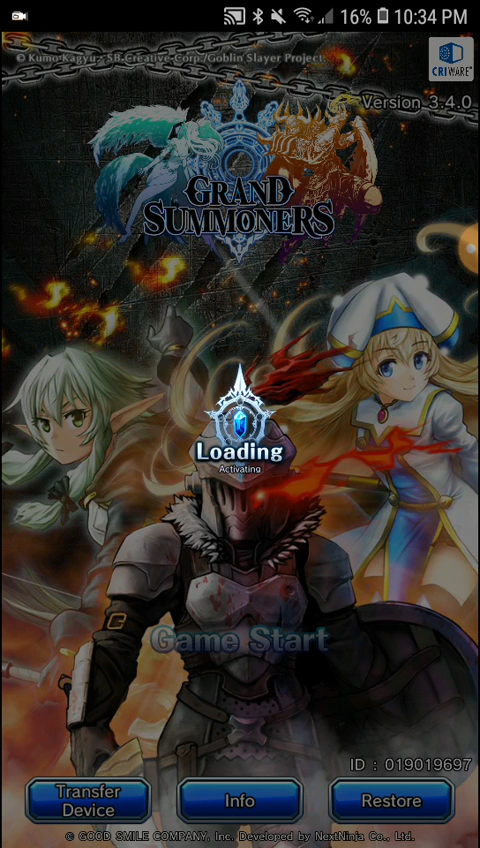 16% 10:34 PM
© Kumo Kagyu・SB Creative Corp./Goblin Slayer Project.
CRIWARE
Version 3.4.0
GRAND
SUMMONERS
Loading
Activating
Game Start
ID : 019019697
Transfer
Device
Info
Restore
© GOOD SMILE COMPANY, Inc. Developed by NextNinja Co., Ltd.